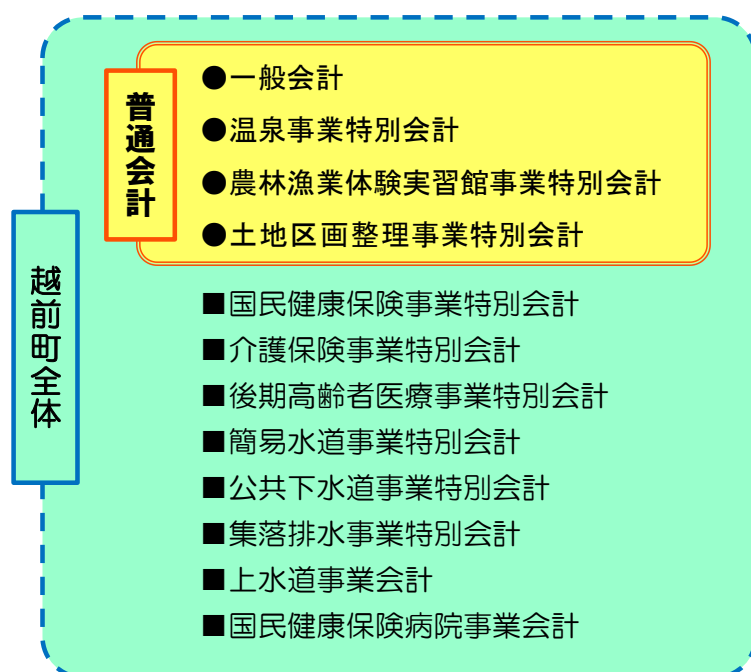 普通会計
●一般会計
●温泉事業特別会計
●農林漁業体験実習館事業特別会計
●土地区画整理事業特別会計
越前町全体
■国民健康保険事業特別会計
■介護保険事業特別会計
■後期高齢者医療事業特別会計
■簡易水道事業特別会計
■公共下水道事業特別会計
■集落排水事業特別会計
■上水道事業会計
■国民健康保険病院事業会計